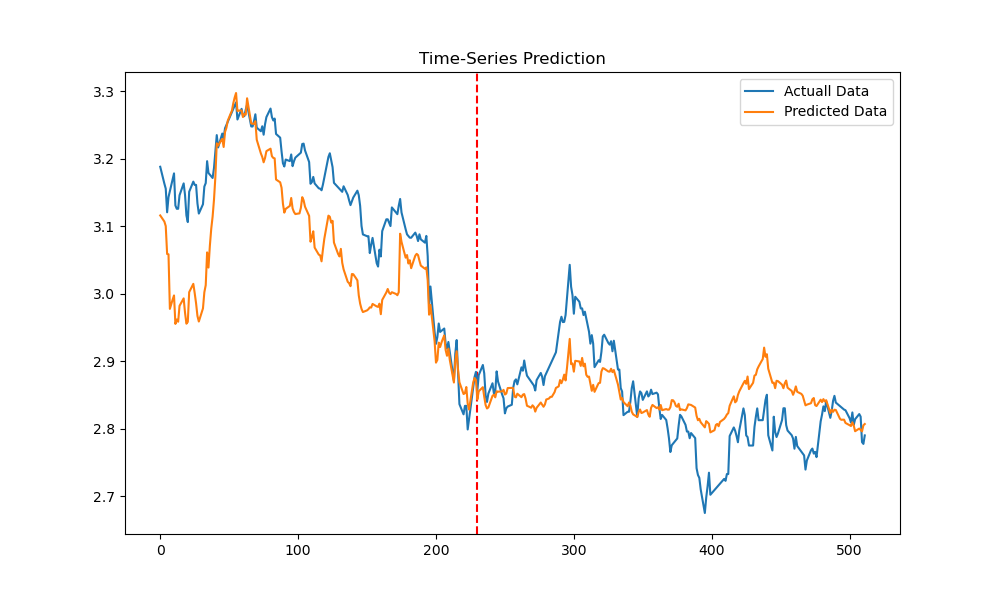 Time-Series Prediction
Actuall Data
Predicted Data
3.3
3.2
3.1
3.0
2.9
2.8
2.7
0 100 200 300 400 500